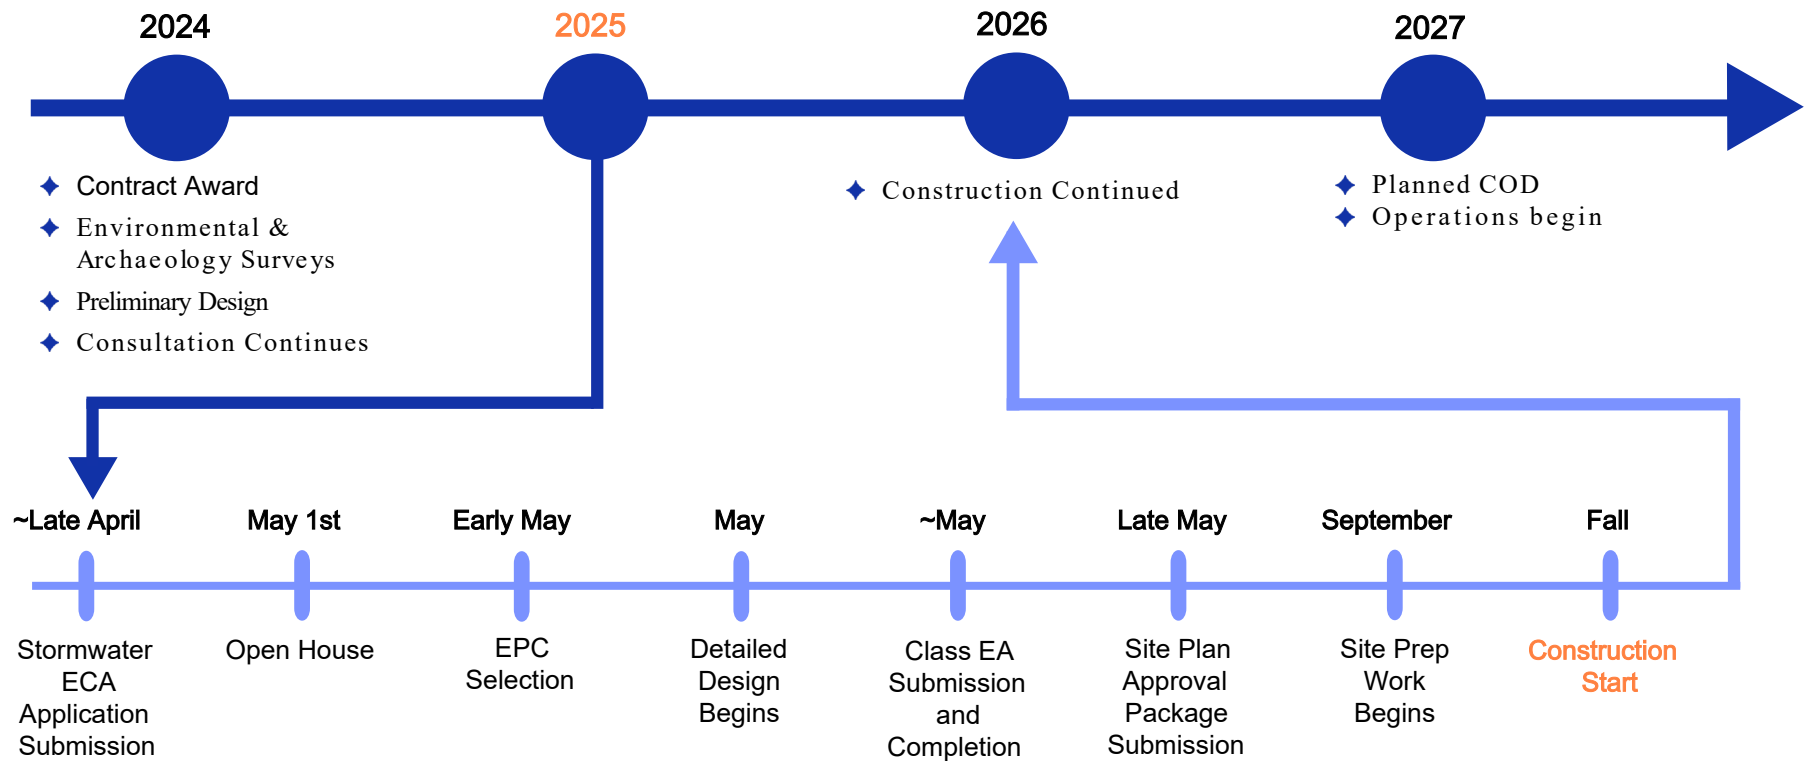 2024
2025
2026
2027
Contract Award
Environmental &
Archaeology Surveys
Preliminary Design
Consultation Continues
Construction Continued
Planned COD
Operations begin
~Late April
May 1st
Early May
May
~May
Late May
September
Fall
Stormwater
ECA
Application
Submission
Open House
EPC
Selection
Detailed
Design
Begins
Class EA
Submission
and
Completion
Site Plan
Approval
Package
Submission
Site Prep
Work
Begins
Construction
Start